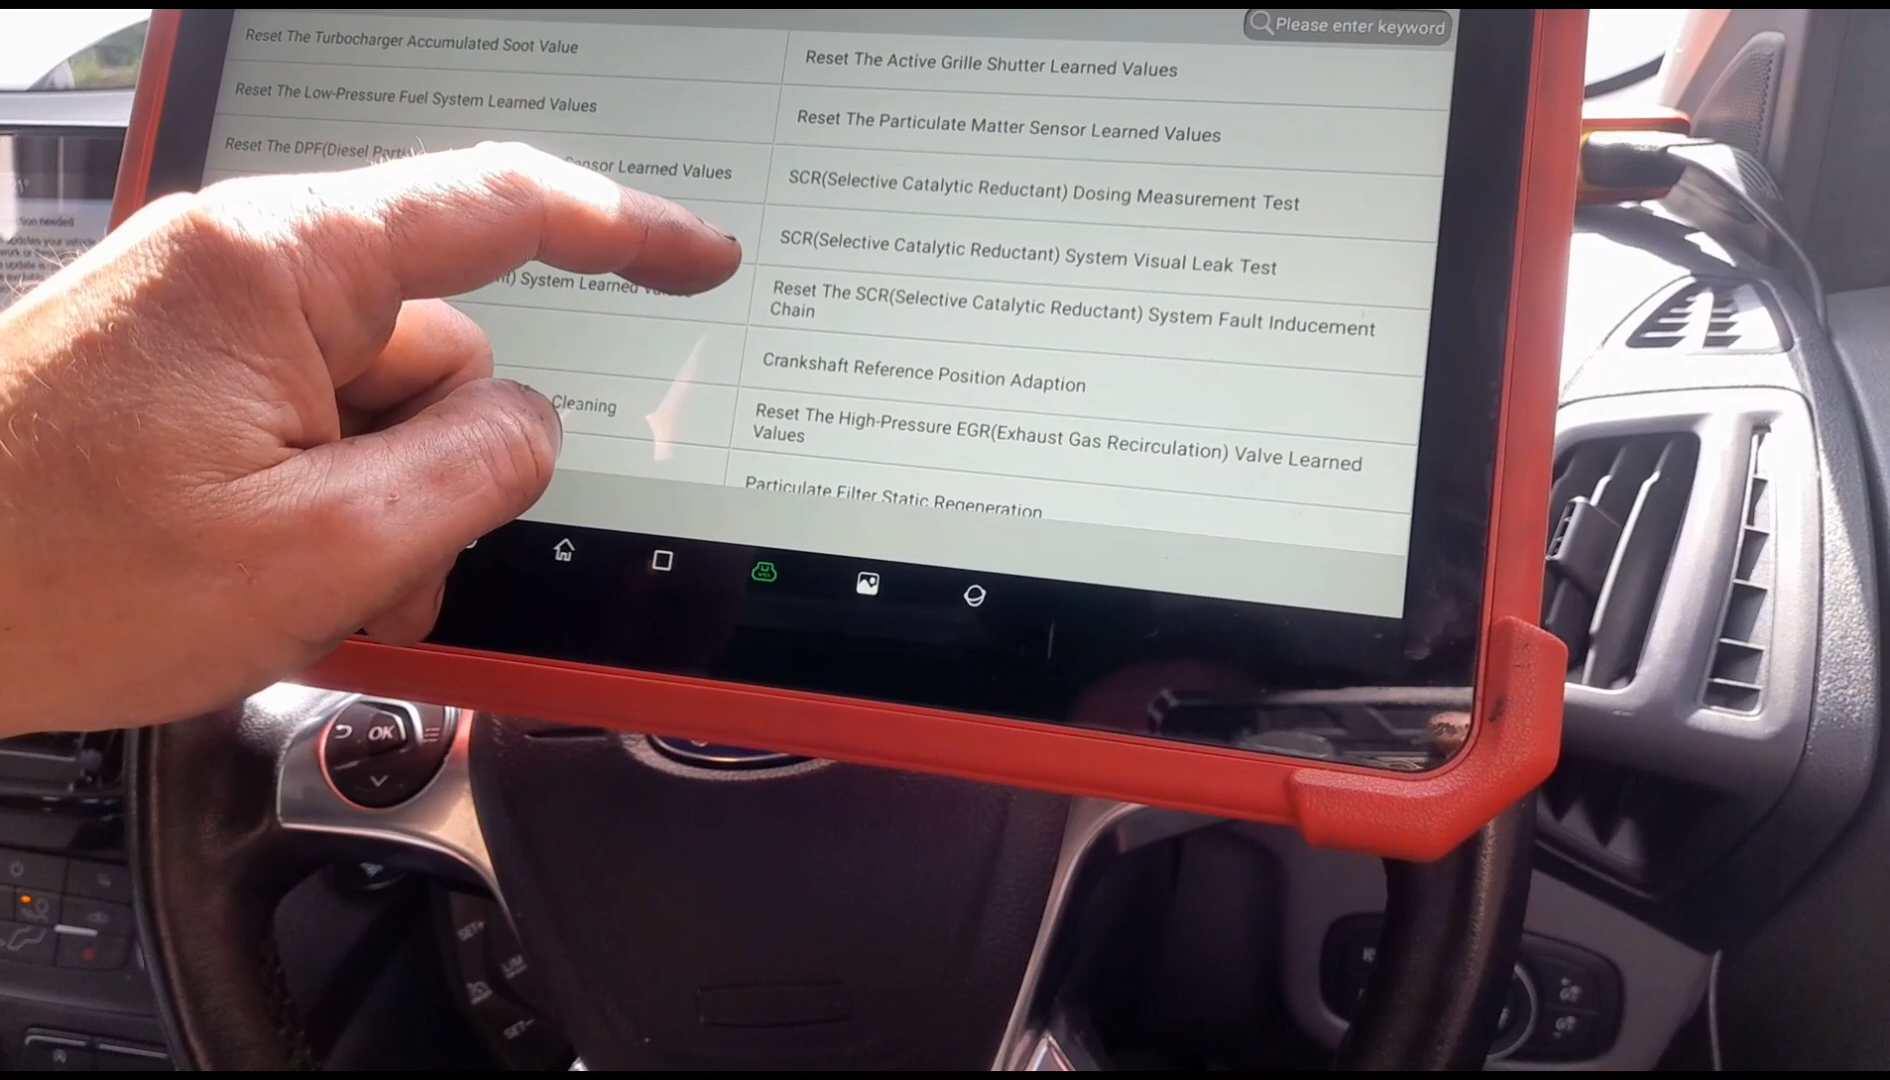 Please enter keyword
Reset The Turbocharger Accumulated Soot Value
Reset The Active Grille Shutter Learned Values
Reset The Low-Pressure Fuel System Learned Values
Reset The Particulate Matter Sensor Learned Values
Reset The DPF(Diesel
Sensor Learned Values
SCR(Selective Catalytic Reductant) Dosing Measurement Test
SCR(Selective Catalytic Reductant) System Visual Leak Test
System Learned
Reset The SCR(Selective Catalytic Reductant) System Fault Inducement
Chain
Crankshaft Reference Position Adaption
Cleaning
Reset The High-Pressure EGR(Exhaust Gas Recirculation) Valve Learned
Values
Particulate Filter Static Regeneration
OK
SET+
LIM
SET-